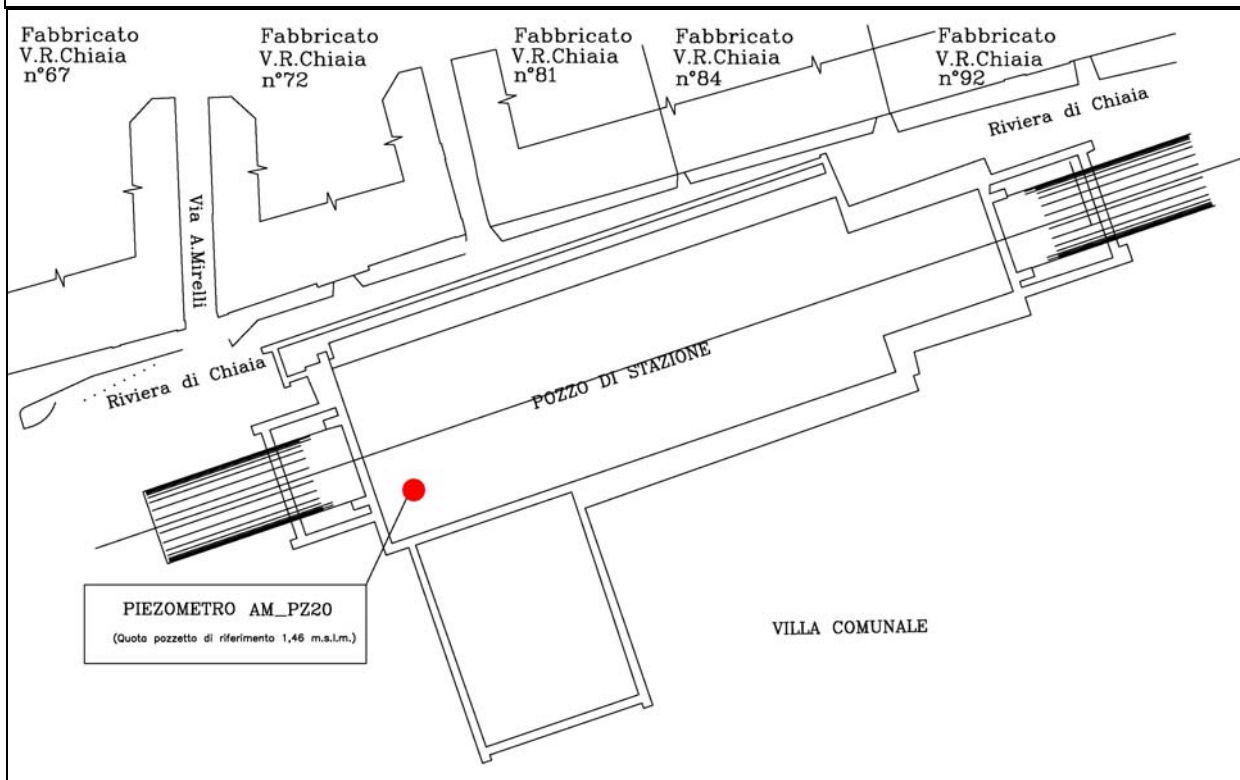 Fabbricato
V.R.Chiaia
n°67
Fabbricato
V.R.Chiaia
n°72
Fabbricato
V.R.Chiaia
n°81
Fabbricato
V.R.Chiaia
n°84
Fabbricato
V.R.Chiaia
n°92
Riviera di Chiaia
Via A.Mirelli
Riviera di Chiaia
POZZO DI STAZIONE
PIEZOMETRO AM_PZ20
(Quota pozzetto di riferimento 1,46 m.s.l.m.)
VILLA COMUNALE